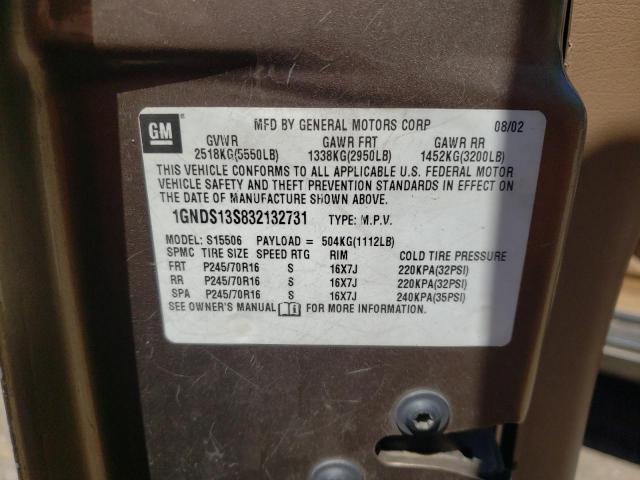 GM
MFD BY GENERAL MOTORS CORP 08/02
GVWR GAWR FRT GAWR RR
2518KG(5550LB) 1338KG(2950LB) 1452KG(3200LB)
THIS VEHICLE CONFORMS TO ALL APPLICABLE U.S. FEDERAL MOTOR
VEHICLE SAFETY AND THEFT PREVENTION STANDARDS IN EFFECT ON
THE DATE OF MANUFACTURE SHOWN ABOVE.
1GNDS13S832132731 TYPE: M.P.V.
MODEL: S15506 PAYLOAD = 504KG(1112LB)
SPMC TIRE SIZE SPEED RTG RIM COLD TIRE PRESSURE
FRT P245/70R16 S 16X7J 220KPA(32PSI)
RR P245/70R16 S 16X7J 220KPA(32PSI)
SPA P245/70R16 S 16X7J 240KPA(35PSI)
SEE OWNER'S MANUAL FOR MORE INFORMATION.